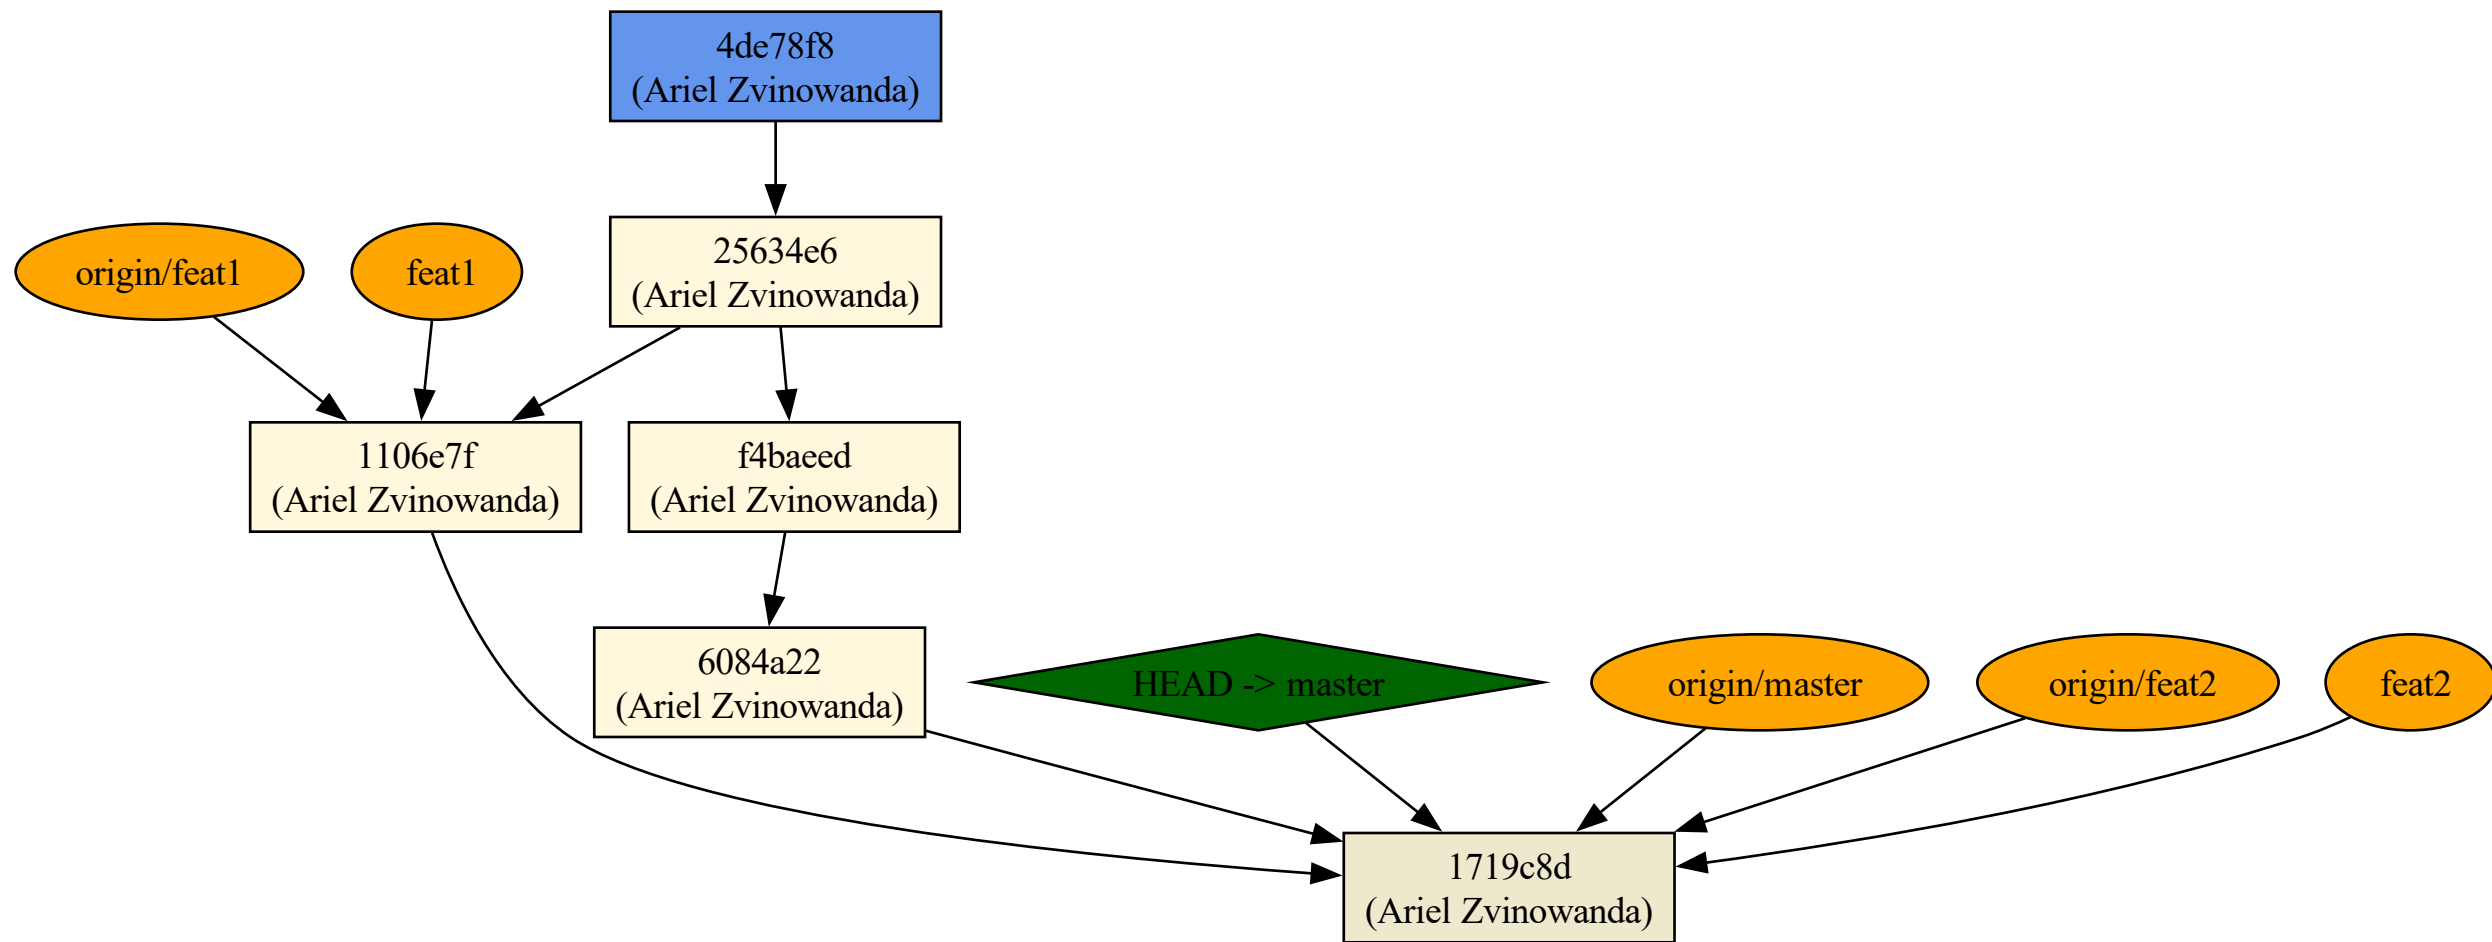 4de78f8
(Ariel Zvinowanda)
origin/feat1
feat1
25634e6
(Ariel Zvinowanda)
1106e7f
(Ariel Zvinowanda)
f4baeed
(Ariel Zvinowanda)
6084a22
(Ariel Zvinowanda)
HEAD -> master
origin/master
origin/feat2
feat2
1719c8d
(Ariel Zvinowanda)